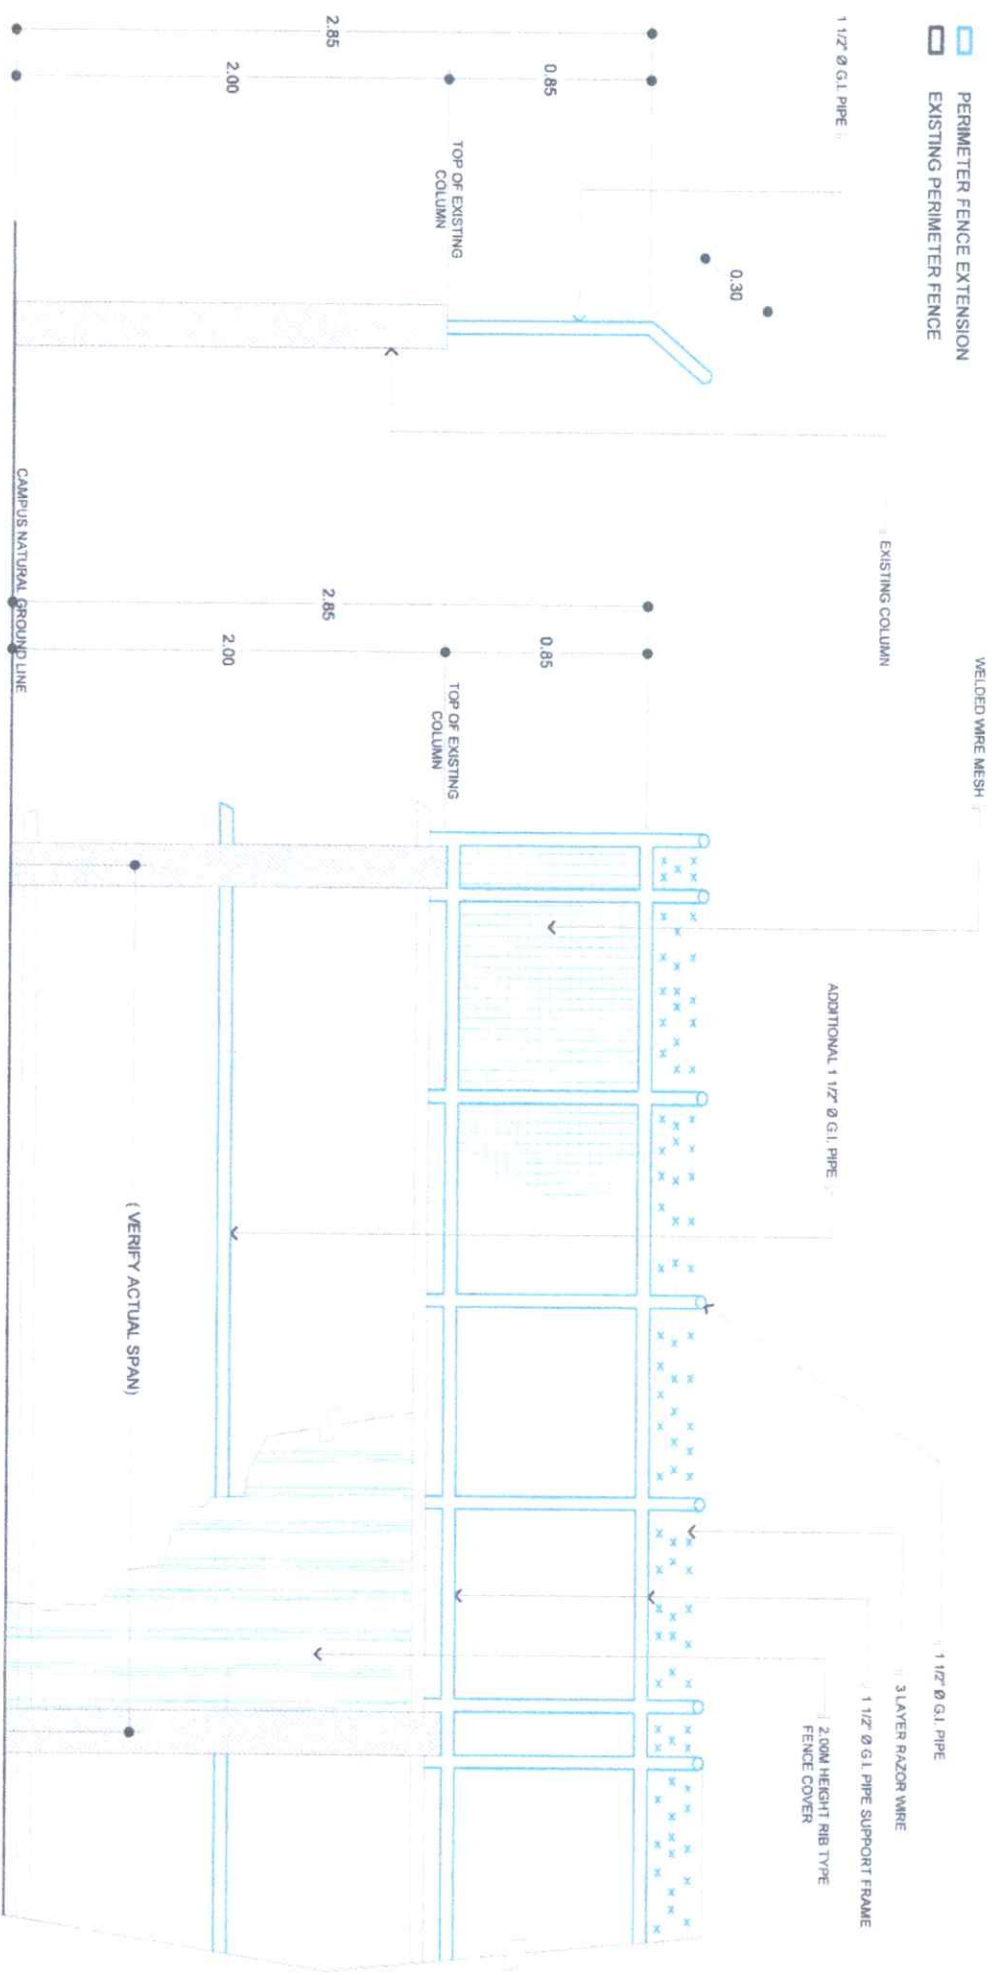 PERIMETER FENCE EXTENSION
EXISTING PERIMETER FENCE
1 1/2" Ø G.I. PIPE
0.30
0.85
2.85
2.00
TOP OF EXISTING
COLUMN
EXISTING COLUMN
CAMPUS NATURAL GROUND LINE
WELDED WIRE MESH
0.85
2.85
2.00
TOP OF EXISTING
COLUMN
ADDITIONAL 1 1/2" Ø G.I. PIPE
( VERIFY ACTUAL SPAN)
1 1/2" Ø G.I. PIPE
3 LAYER RAZOR WIRE
1 1/2" Ø G.I. PIPE SUPPORT FRAME
2.00M HEIGHT RIB TYPE
FENCE COVER